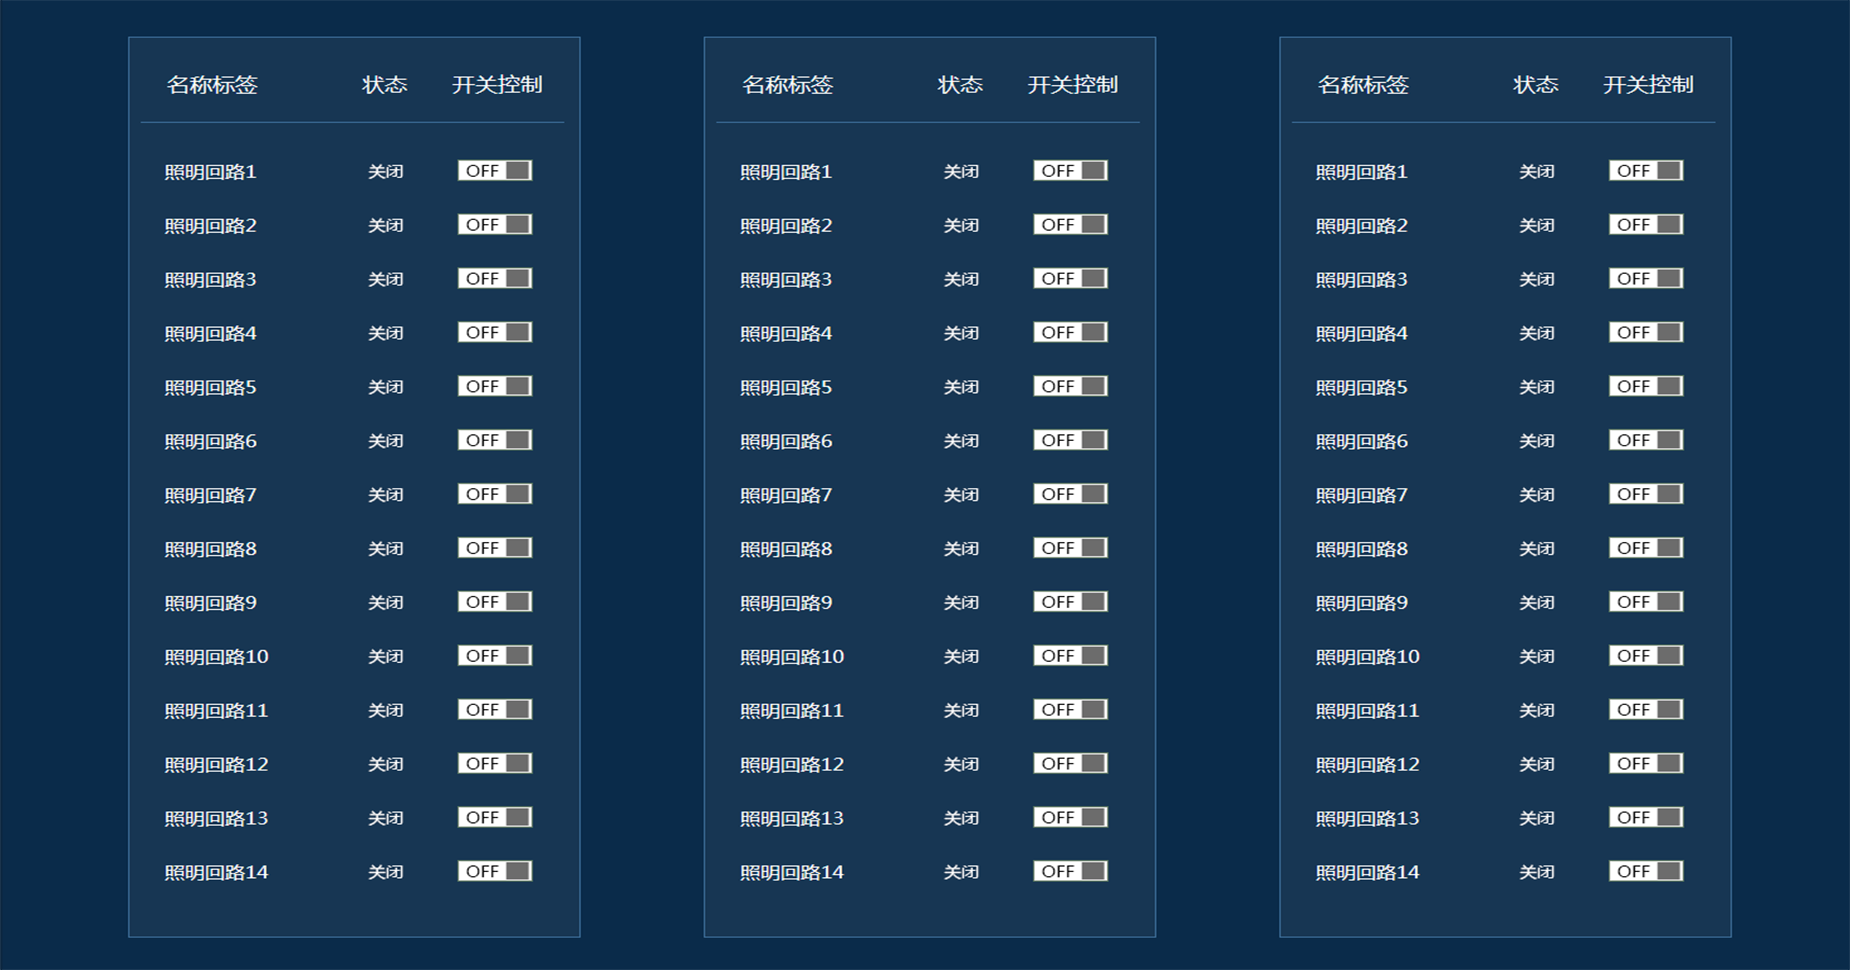 名称标签 状态 开关控制
照明回路1 关闭 OFF
照明回路2 关闭 OFF
照明回路3 关闭 OFF
照明回路4 关闭 OFF
照明回路5 关闭 OFF
照明回路6 关闭 OFF
照明回路7 关闭 OFF
照明回路8 关闭 OFF
照明回路9 关闭 OFF
照明回路10 关闭 OFF
照明回路11 关闭 OFF
照明回路12 关闭 OFF
照明回路13 关闭 OFF
照明回路14 关闭 OFF
名称标签 状态 开关控制
照明回路1 关闭 OFF
照明回路2 关闭 OFF
照明回路3 关闭 OFF
照明回路4 关闭 OFF
照明回路5 关闭 OFF
照明回路6 关闭 OFF
照明回路7 关闭 OFF
照明回路8 关闭 OFF
照明回路9 关闭 OFF
照明回路10 关闭 OFF
照明回路11 关闭 OFF
照明回路12 关闭 OFF
照明回路13 关闭 OFF
照明回路14 关闭 OFF
名称标签 状态 开关控制
照明回路1 关闭 OFF
照明回路2 关闭 OFF
照明回路3 关闭 OFF
照明回路4 关闭 OFF
照明回路5 关闭 OFF
照明回路6 关闭 OFF
照明回路7 关闭 OFF
照明回路8 关闭 OFF
照明回路9 关闭 OFF
照明回路10 关闭 OFF
照明回路11 关闭 OFF
照明回路12 关闭 OFF
照明回路13 关闭 OFF
照明回路14 关闭 OFF